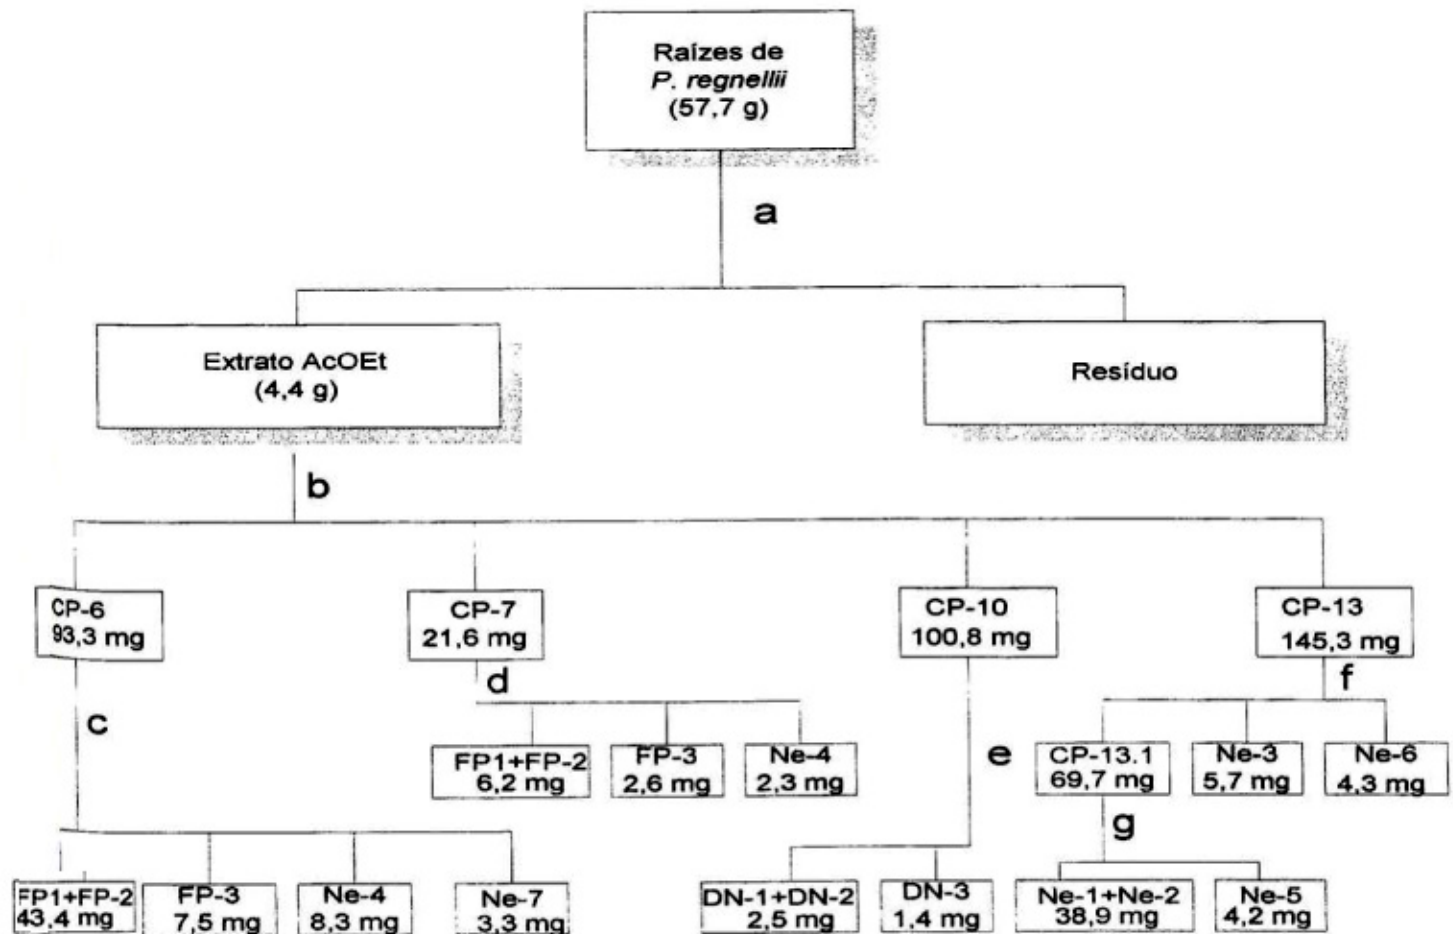 Raízes de
P. regnellii
(57,7 g)
a
Extrato AcOEt
(4,4 g)
Resíduo
b
CP-6
93,3 mg
CP-7
21,6 mg
CP-10
100,8 mg
CP-13
145,3 mg
c
d
e
f
FP1+FP-2
6,2 mg
FP-3
2,6 mg
Ne-4
2,3 mg
CP-13.1
69,7 mg
Ne-3
5,7 mg
Ne-6
4,3 mg
g
FP1+FP-2
43,4 mg
FP-3
7,5 mg
Ne-4
8,3 mg
Ne-7
3,3 mg
DN-1+DN-2
2,5 mg
DN-3
1,4 mg
Ne-1+Ne-2
38,9 mg
Ne-5
4,2 mg